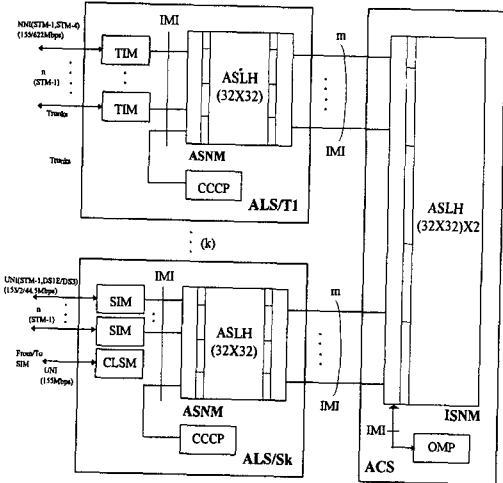 NNI(STM-1,STM-4)
(155/622Mbps)
n
(STM-1)
Trunks
Trunks
IMI
TIM
TIM
ASLH
(32X32)
ASNM
CCCP
ALS/T1
m
IMI
(k)
UNI(STM-1,DS1E/DS3)
(155/2/44.5Mbps)
n
(STM-1)
From/To
SIM
UNI
(155Mbps)
IMI
SIM
SIM
CLSM
ASLH
(32X32)
ASNM
CCCP
ALS/Sk
m
IMI
ASLH
(32X32)X2
ISNM
IMI
OMP
ACS